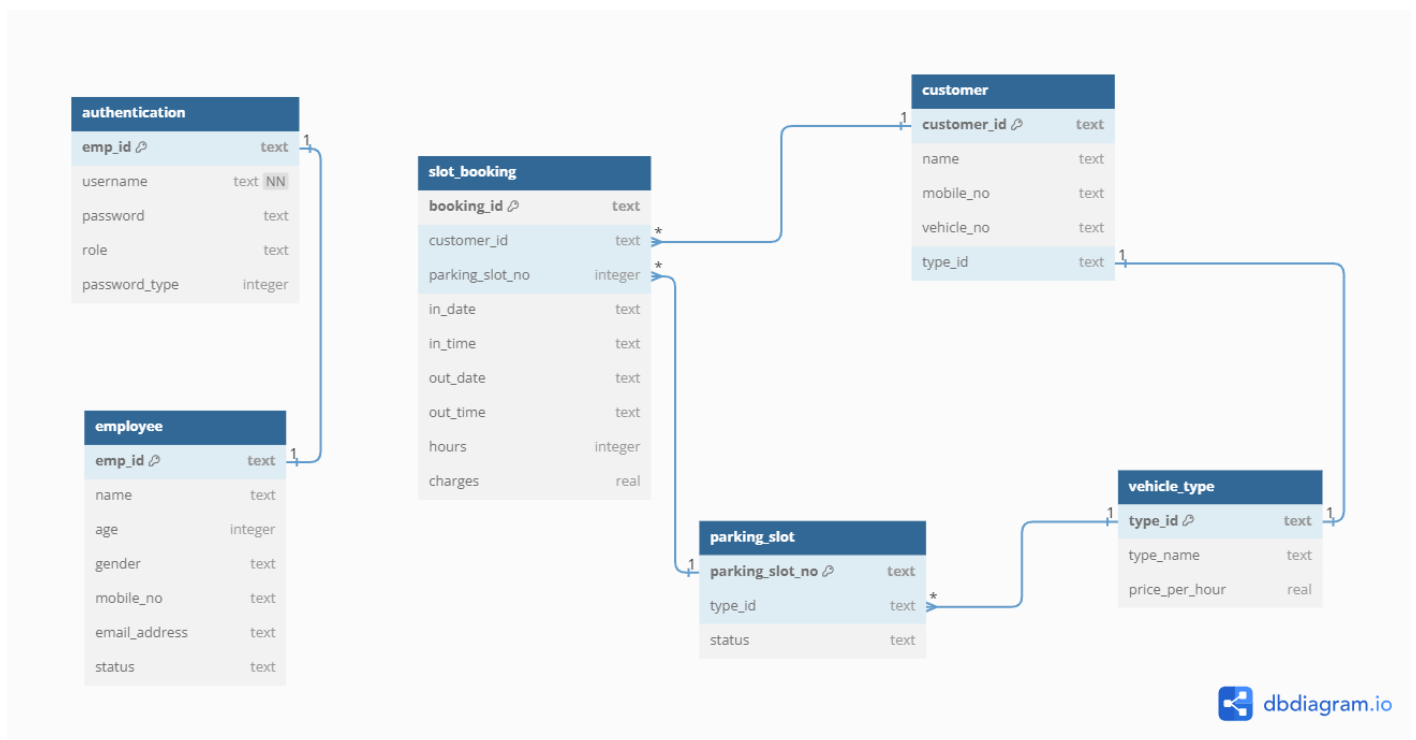 authentication
emp_id text
username text NN
password text
role text
password_type integer
1
1
employee
emp_id text
name text
age integer
gender text
mobile_no text
email_address text
status text
slot_booking
booking_id text
customer_id text
parking_slot_no integer
in_date text
in_time text
out_date text
out_time text
hours integer
charges real
*
*
1
1
customer
customer_id text
name text
mobile_no text
vehicle_no text
type_id text
1
parking_slot
parking_slot_no text
type_id text
status text
*
1
vehicle_type
type_id text
type_name text
price_per_hour real
1
dbdiagram.io